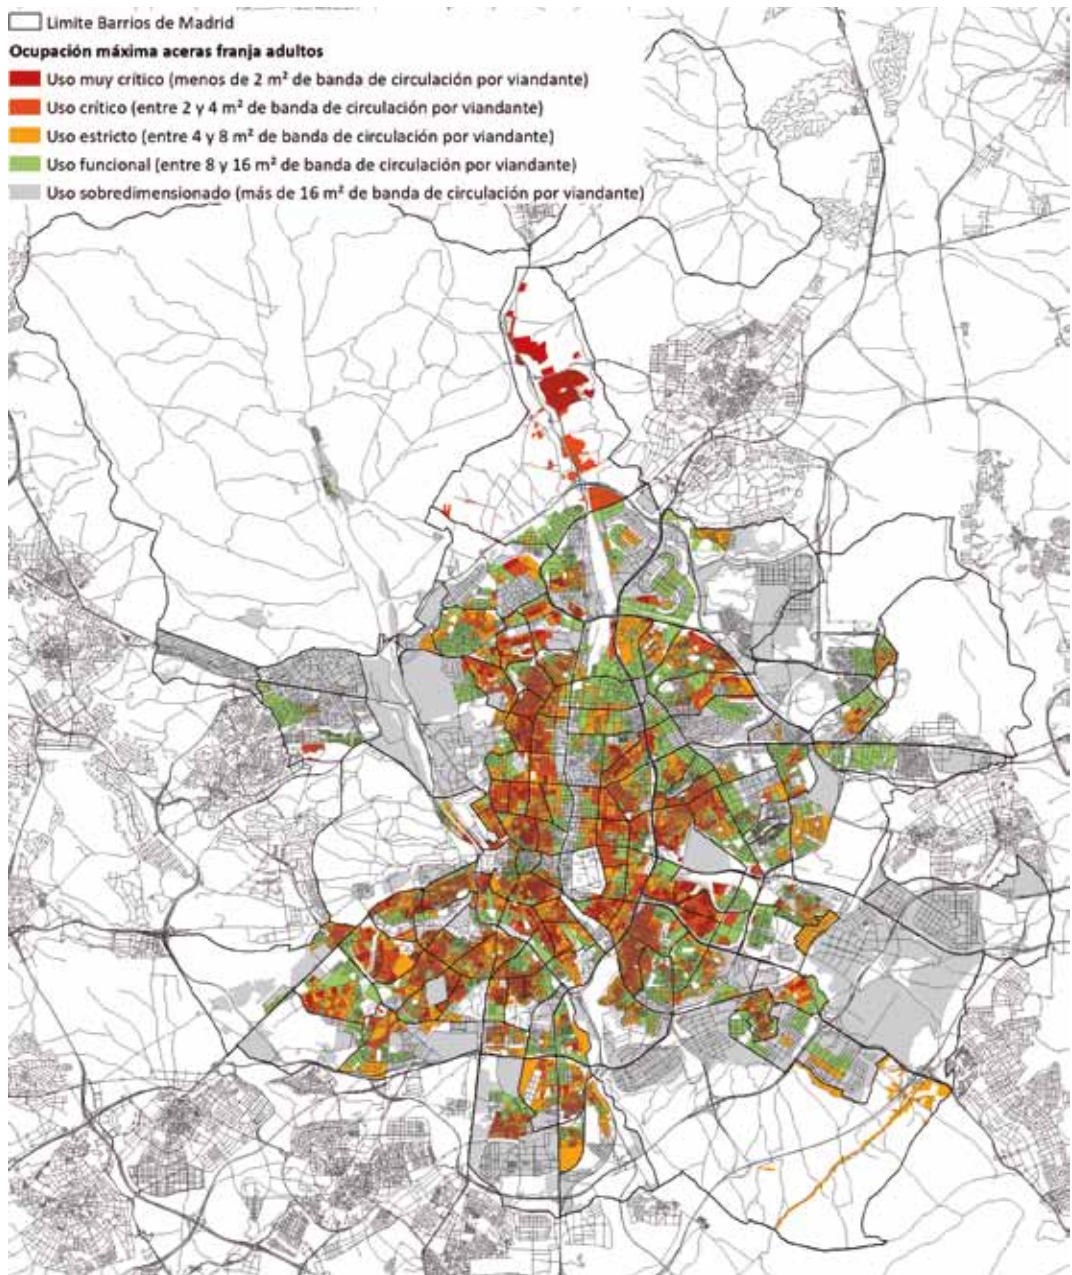 Limite Barrios de Madrid
Ocupación máxima aceras franja adultos
Uso muy crítico (menos de 2 m² de banda de circulación por viandante)
Uso crítico (entre 2 y 4 m² de banda de circulación por viandante)
Uso estricto (entre 4 y 8 m² de banda de circulación por viandante)
Uso funcional (entre 8 y 16 m² de banda de circulación por viandante)
Uso sobredimensionado (más de 16 m² de banda de circulación por viandante)